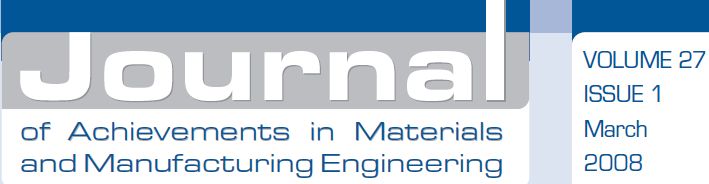 Journal
of Achievements in Materials
and Manufacturing Engineering
VOLUME 27
ISSUE 1
March
2008